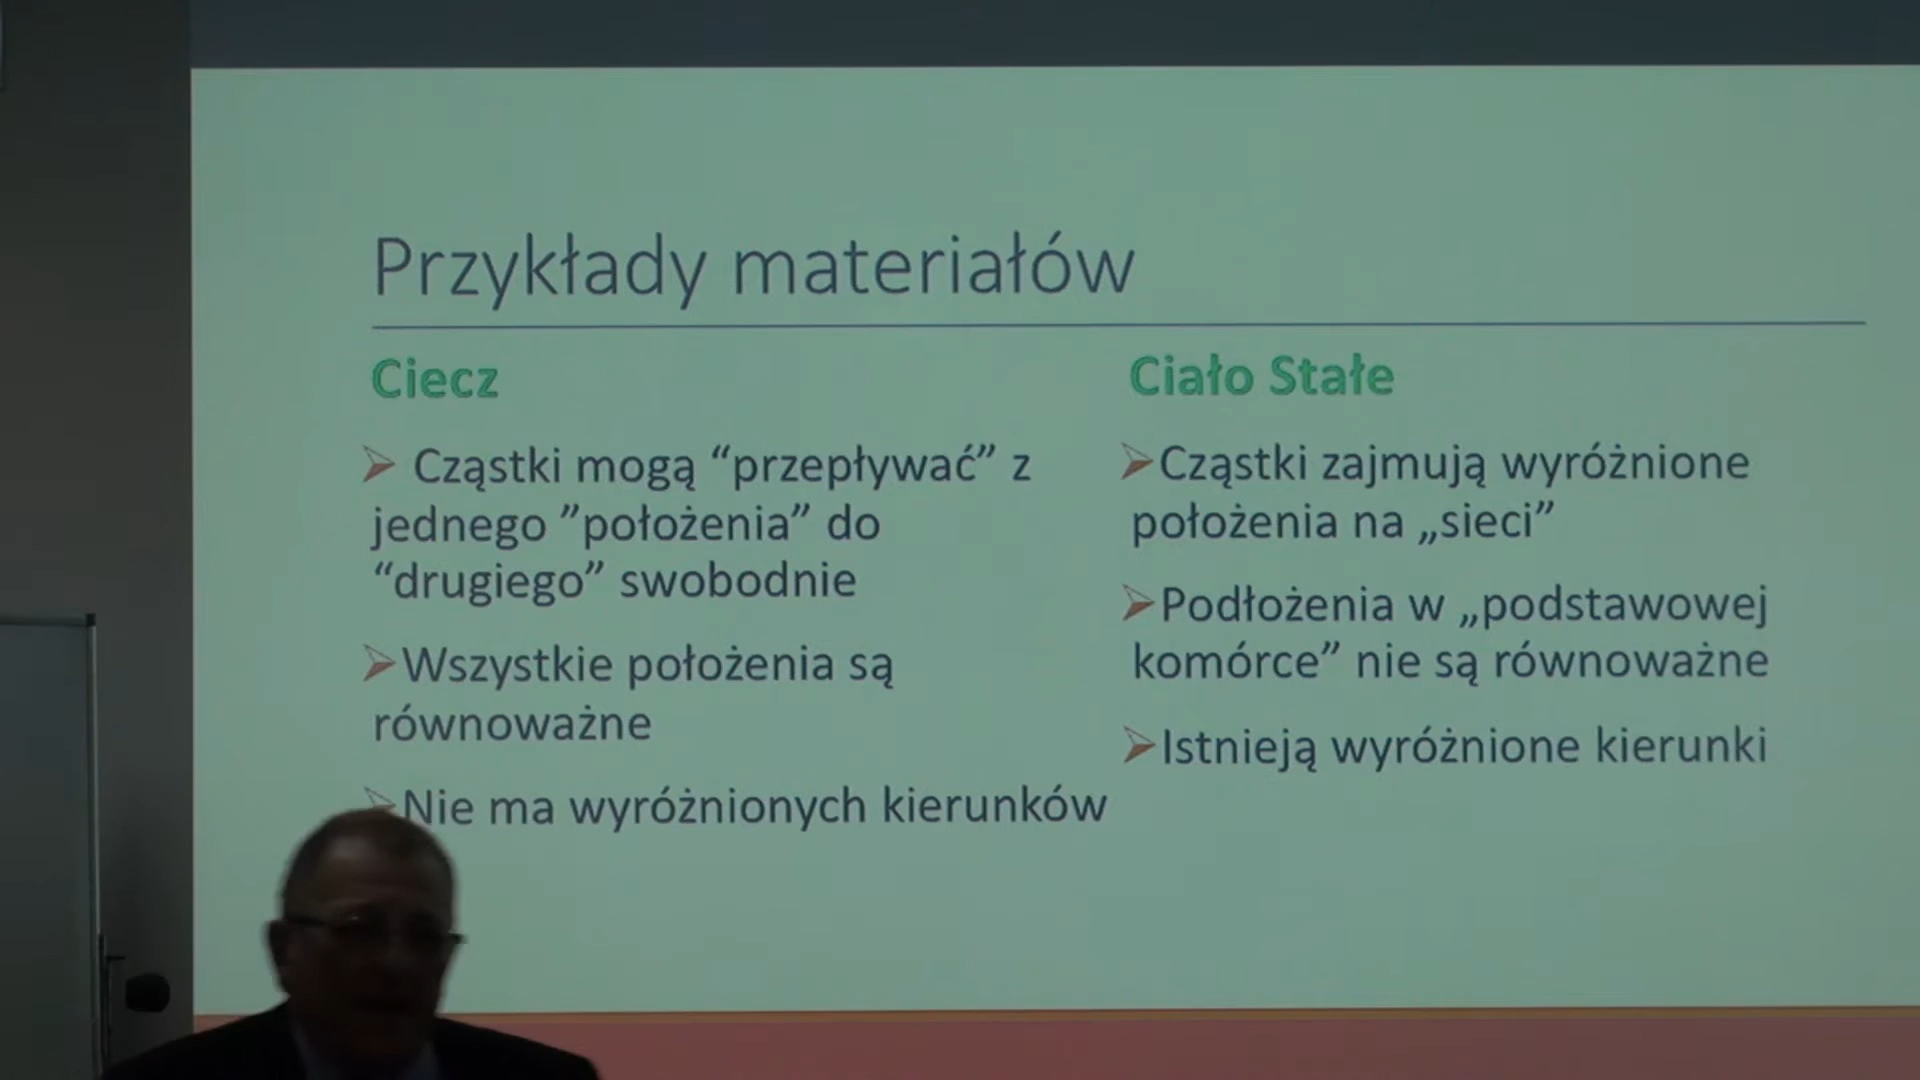 Przykłady materiałów
Ciecz
Cząstki mogą “przepływać” z
jednego ”położenia” do
“drugiego” swobodnie
Wszystkie położenia są
równoważne
Nie ma wyróżnionych kierunków
Ciało Stałe
Cząstki zajmują wyróżnione
położenia na „sieci”
Podłożenia w „podstawowej
komórce” nie są równoważne
Istnieją wyróżnione kierunki